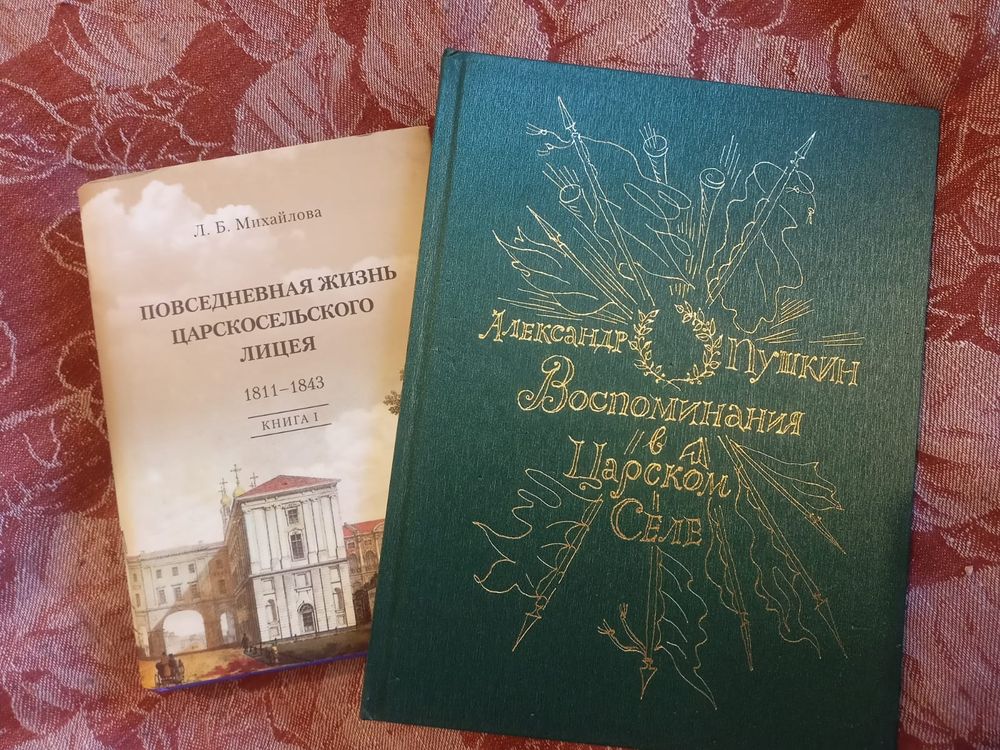 Л. Б. Михайлова
ПОВСЕДНЕВНАЯ ЖИЗНЬ
ЦАРСКОСЕЛЬСКОГО
ЛИЦЕЯ
1811–1843
КНИГА I
Александр Пушкин
Воспоминания
в
Царском
Селе